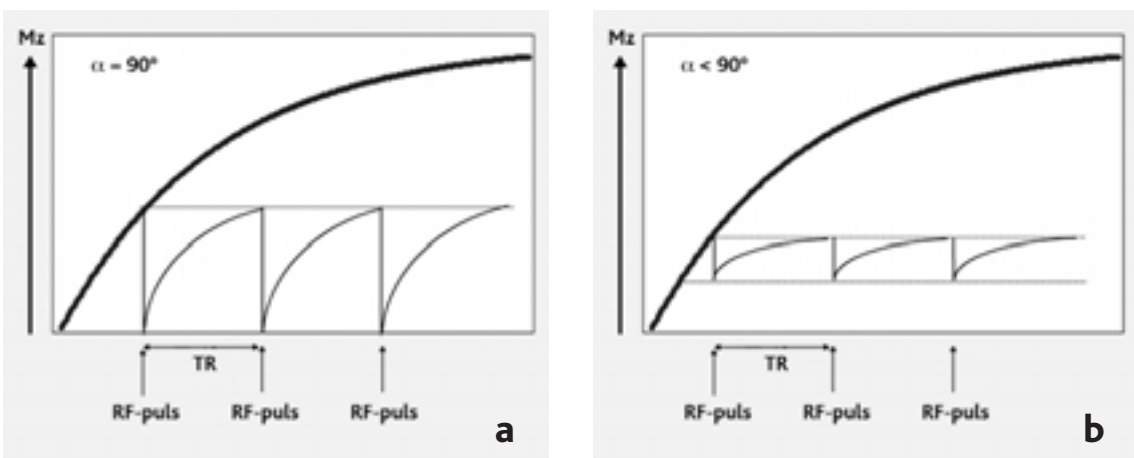 Mz
α = 90°
TR
RF-puls RF-puls RF-puls
a
Mz
α < 90°
TR
RF-puls RF-puls RF-puls
b